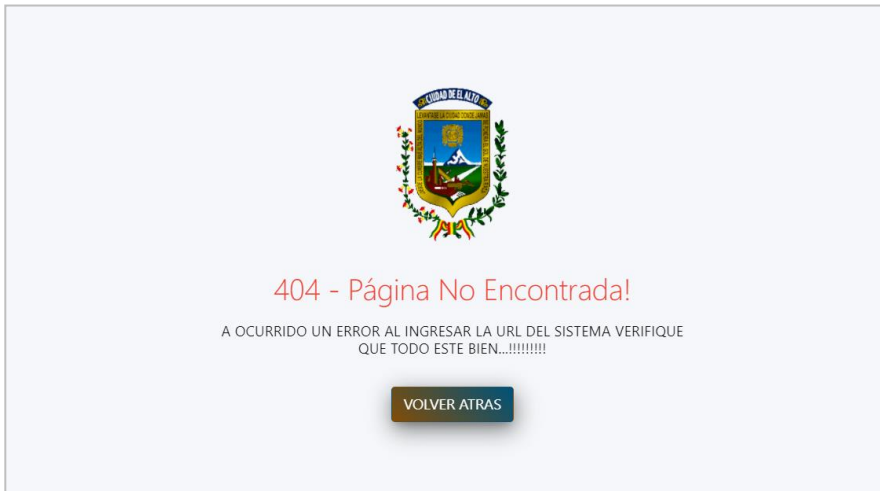 CIUDAD DE EL ALTO
404 - Página No Encontrada!
A OCURRIDO UN ERROR AL INGRESAR LA URL DEL SISTEMA VERIFIQUE
QUE TODO ESTE BIEN...!!!!!!!!!
VOLVER ATRAS